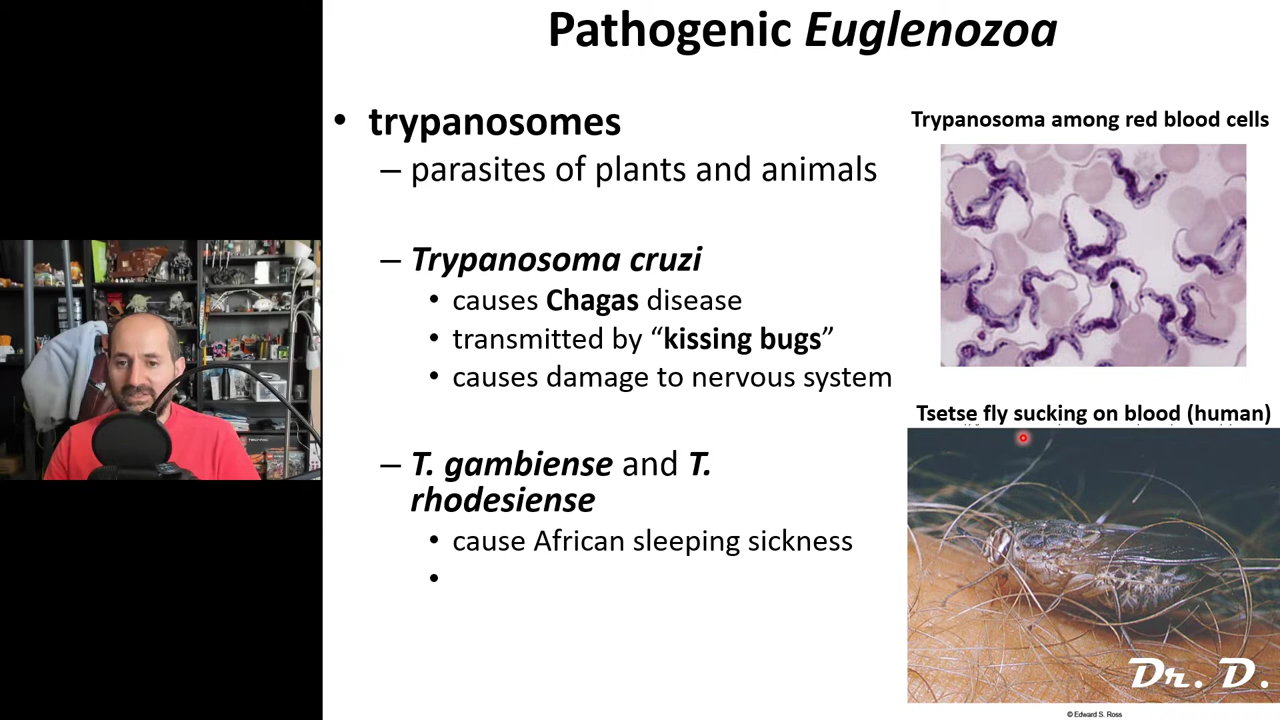 Pathogenic Euglenozoa
• trypanosomes
– parasites of plants and animals
– Trypanosoma cruzi
• causes Chagas disease
• transmitted by “kissing bugs”
• causes damage to nervous system
– T. gambiense and T.
rhodesiense
• cause African sleeping sickness
•
Trypanosoma among red blood cells
Tsetse fly sucking on blood (human)
Dr. D.
© Edward S. Ross